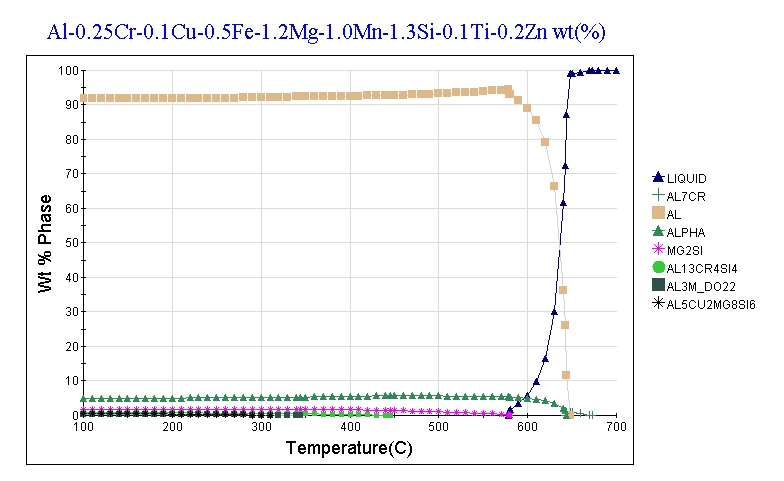 Al-0.25Cr-0.1Cu-0.5Fe-1.2Mg-1.0Mn-1.3Si-0.1Ti-0.2Zn wt(%)
100
90
80
70
60
50
40
30
20
10
0
Wt % Phase
100 200 300 400 500 600 700
Temperature(C)
LIQUID
AL7CR
AL
ALPHA
MG2SI
AL13CR4SI4
AL3M_DO22
AL5CU2MG8SI6